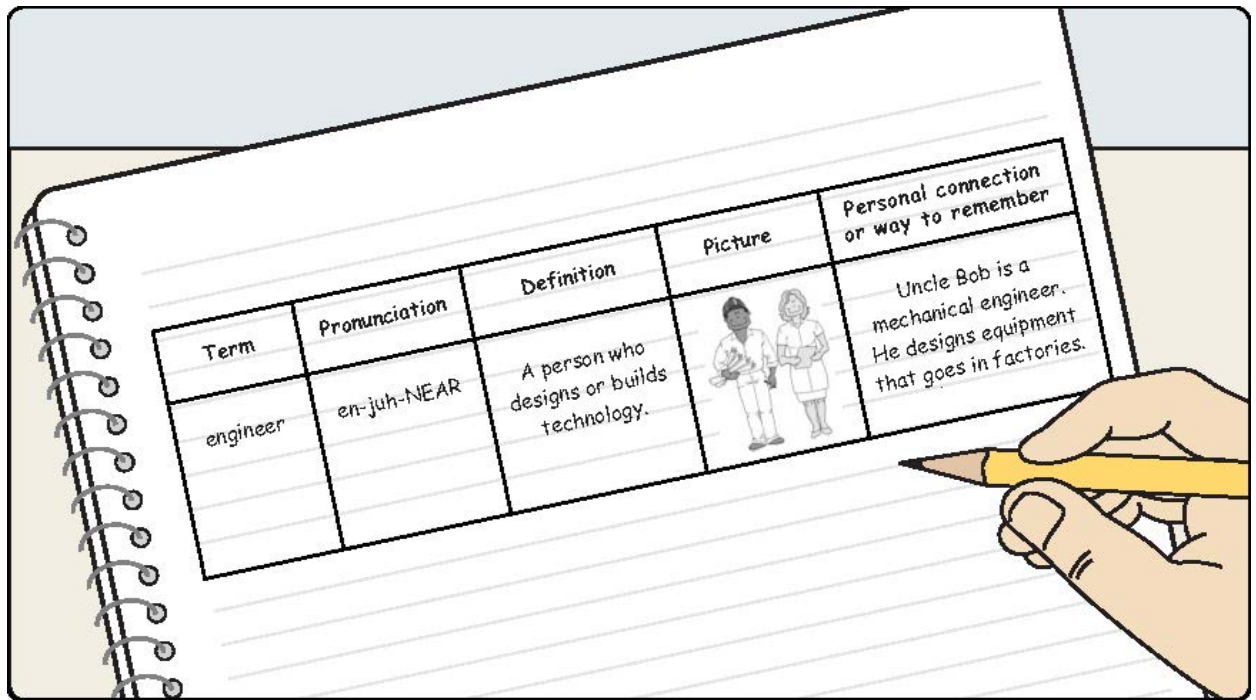 Term
Pronunciation
Definition
Picture
Personal connection
or way to remember
engineer
en-juh-NEAR
A person who
designs or builds
technology.
Uncle Bob is a
mechanical engineer.
He designs equipment
that goes in factories.